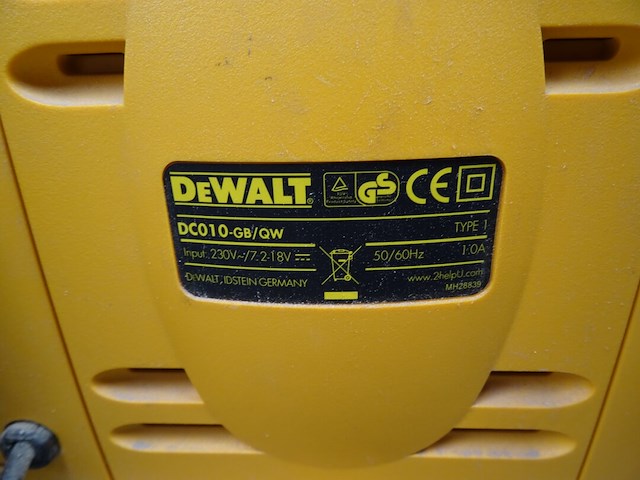 DEWALT®
GS CE
DC010-GB/QW TYPE 1
Input: 230V~/7.2-18V 50/60Hz 1.0A
DEWALT, IDSTEIN GERMANY www.2helpU.com
MH28839